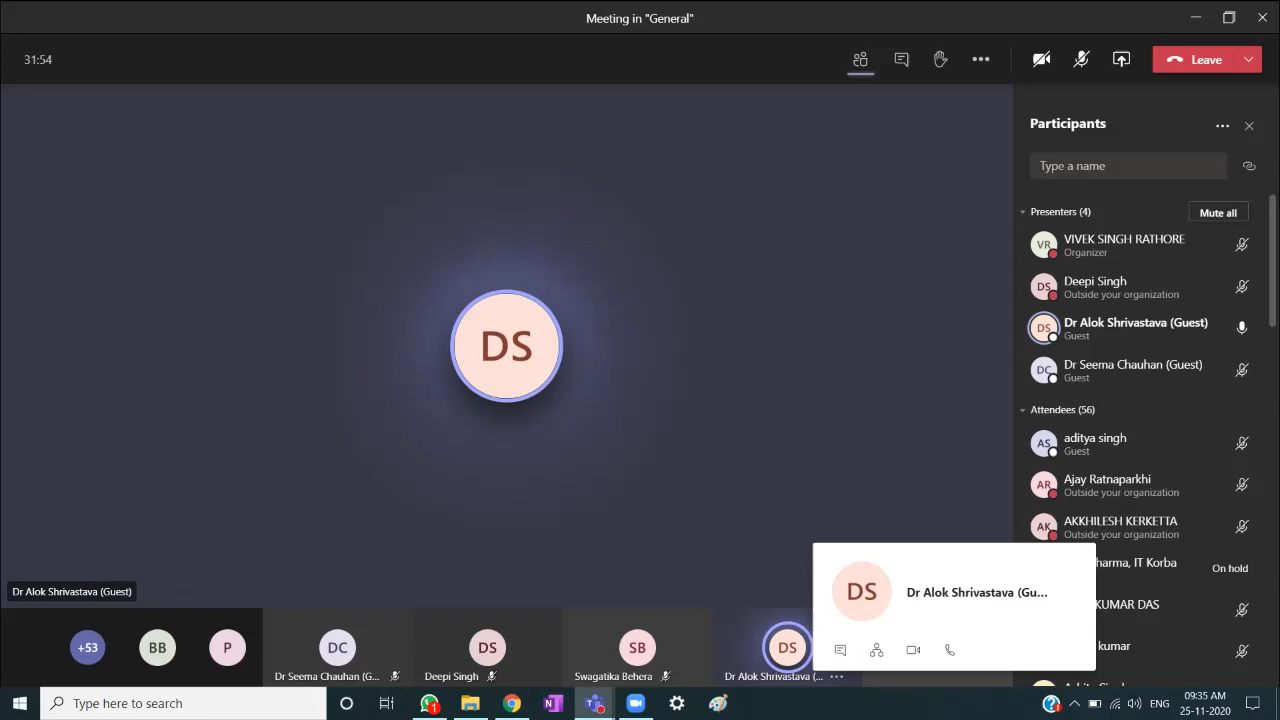 Meeting in "General"
31:54
Leave
Participants
Type a name
Presenters (4)
Mute all
VR
VIVEK SINGH RATHORE
Organizer
DS
Deepi Singh
Outside your organization
DS
Dr Alok Shrivastava (Guest)
Guest
DC
Dr Seema Chauhan (Guest)
Guest
Attendees (56)
AS
aditya singh
Guest
AR
Ajay Ratnaparkhi
Outside your organization
AK
AKKHILESH KERKETTA
Outside your organization
harma, IT Korba
On hold
KUMAR DAS
kumar
DS
Dr Alok Shrivastava (Guest)
DS
Dr Alok Shrivastava (Gu...
+53
BB
P
DC
Dr Seema Chauhan (G...
DS
Deepi Singh
SB
Swagatika Behera
DS
Dr Alok Shrivastava (...
Type here to search
1
ENG
09:35 AM
25-11-2020